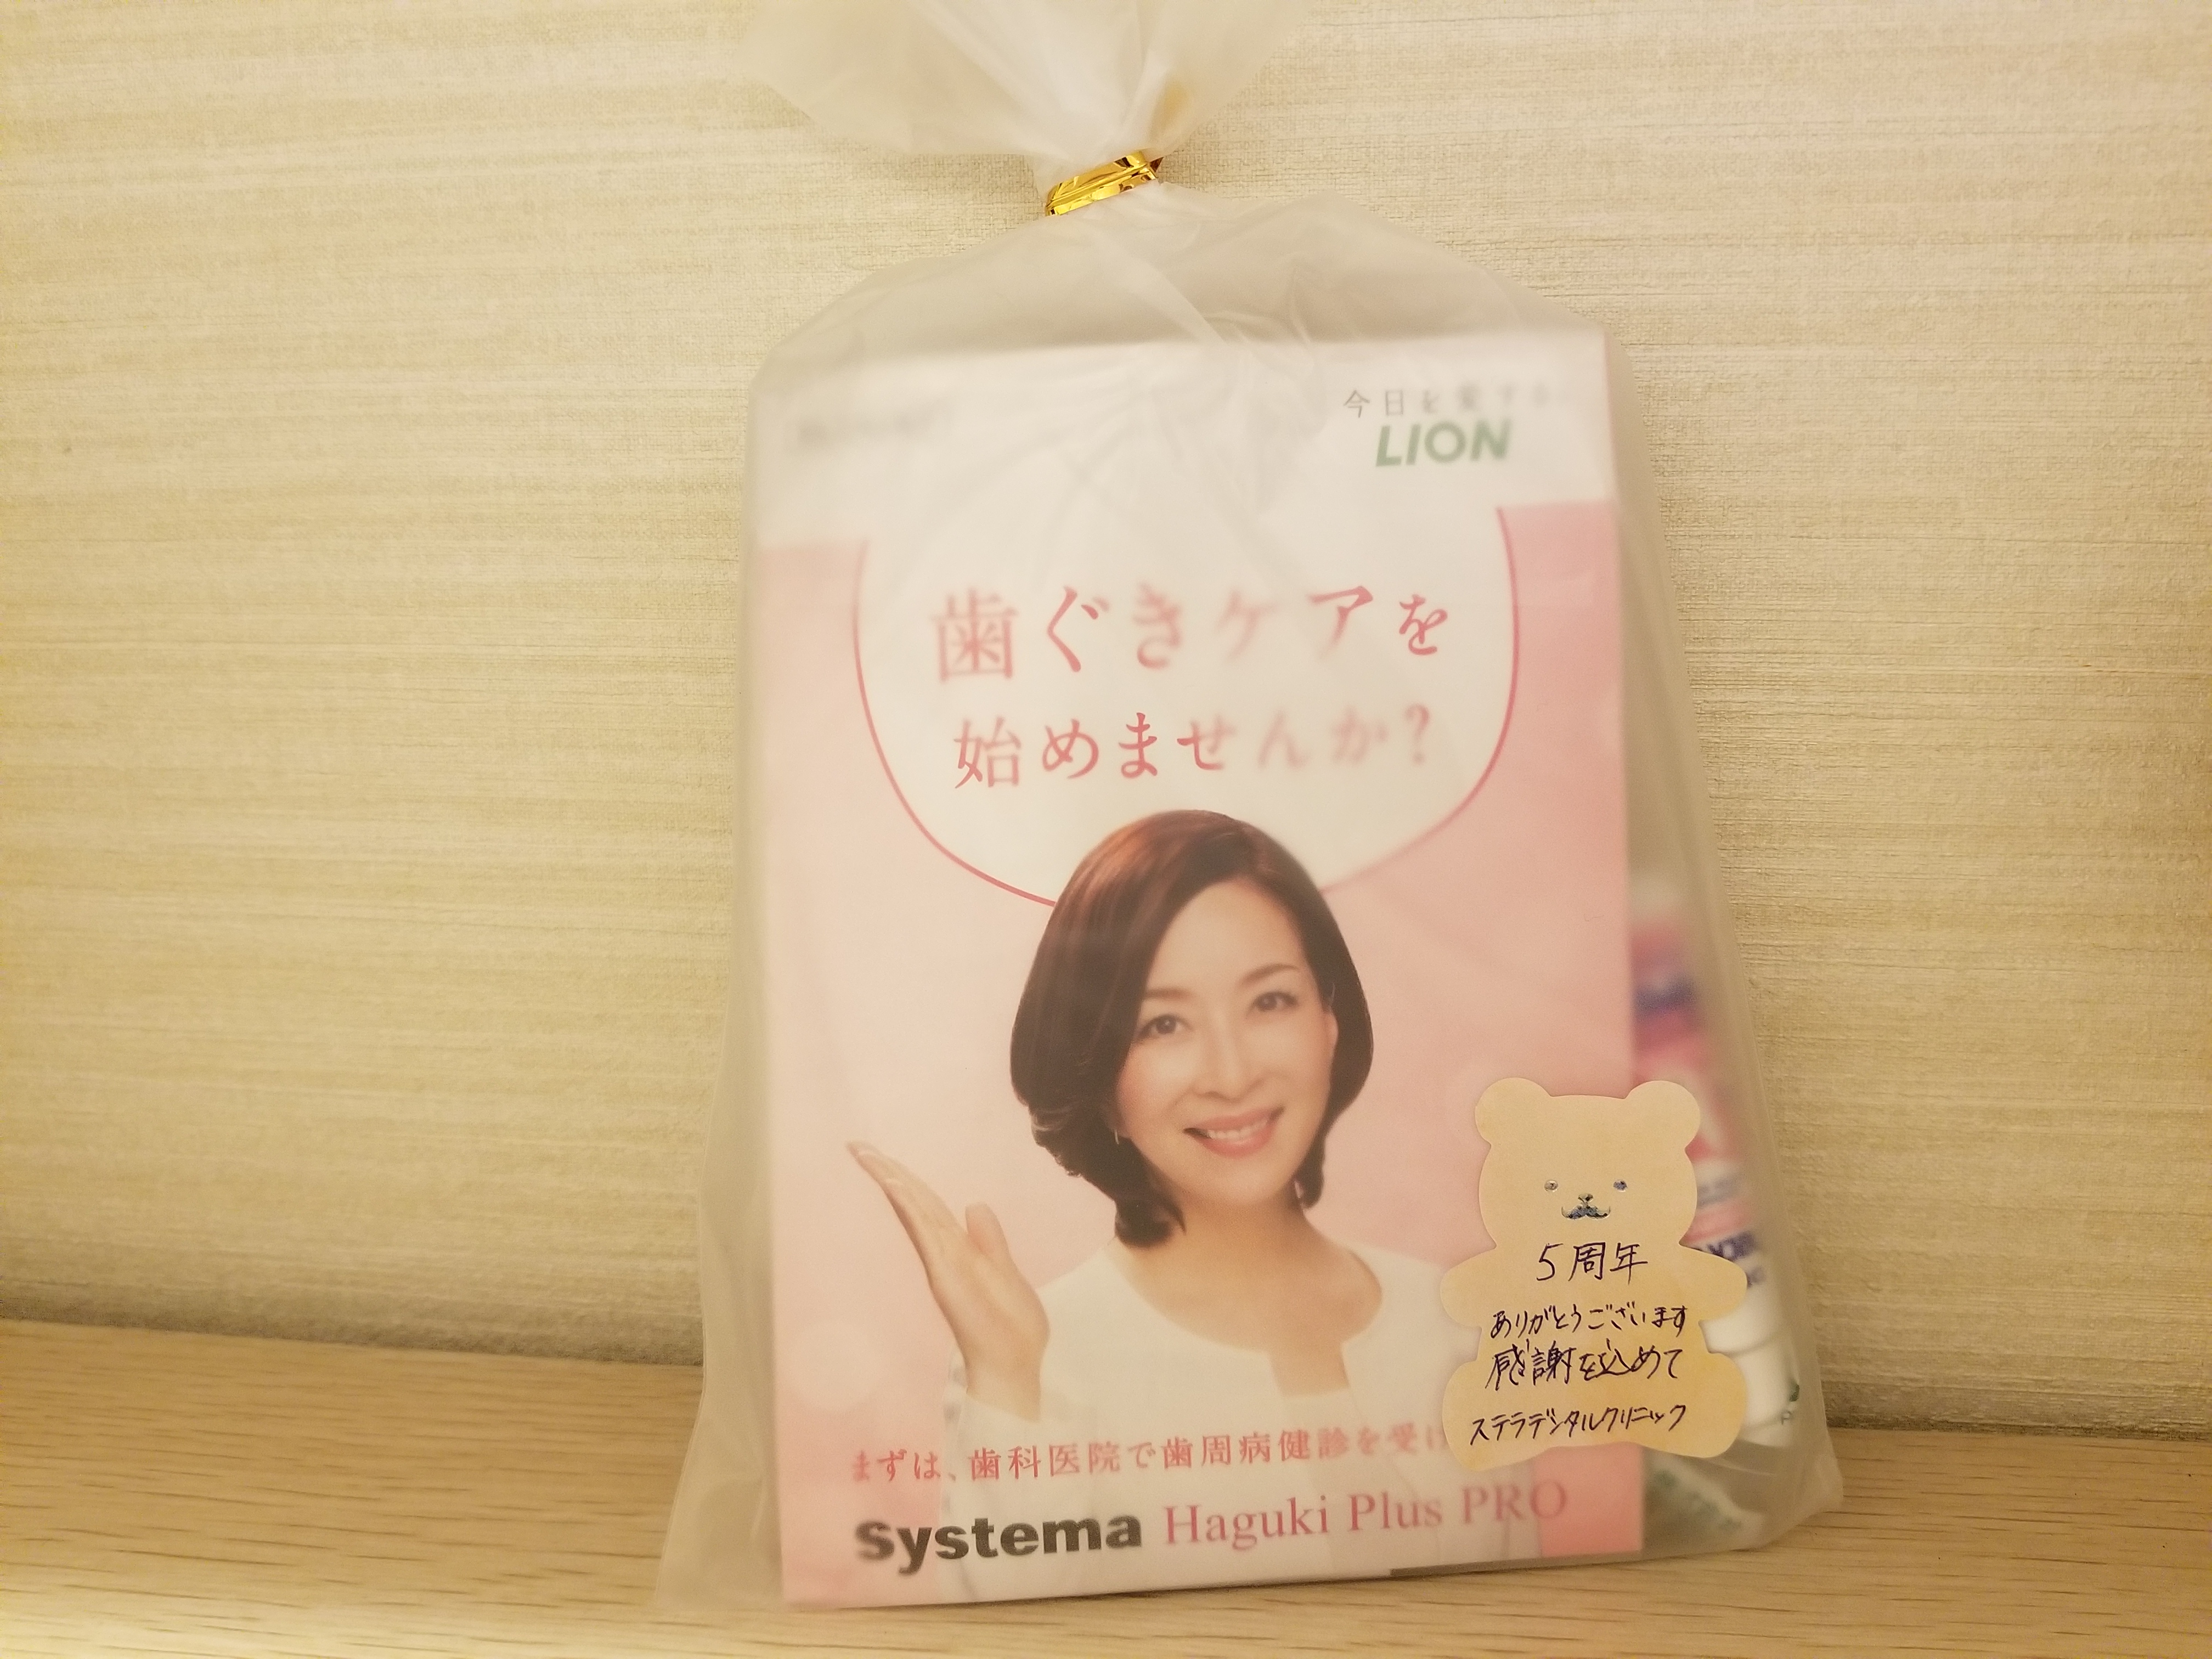 今日を愛する
LION
歯ぐきケアを
始めませんか?
5周年
ありがとうございます
感謝を込めて
ステラデンタルクリニック
まずは、歯科医院で歯周病健診を受け
Systema Haguki Plus PRO